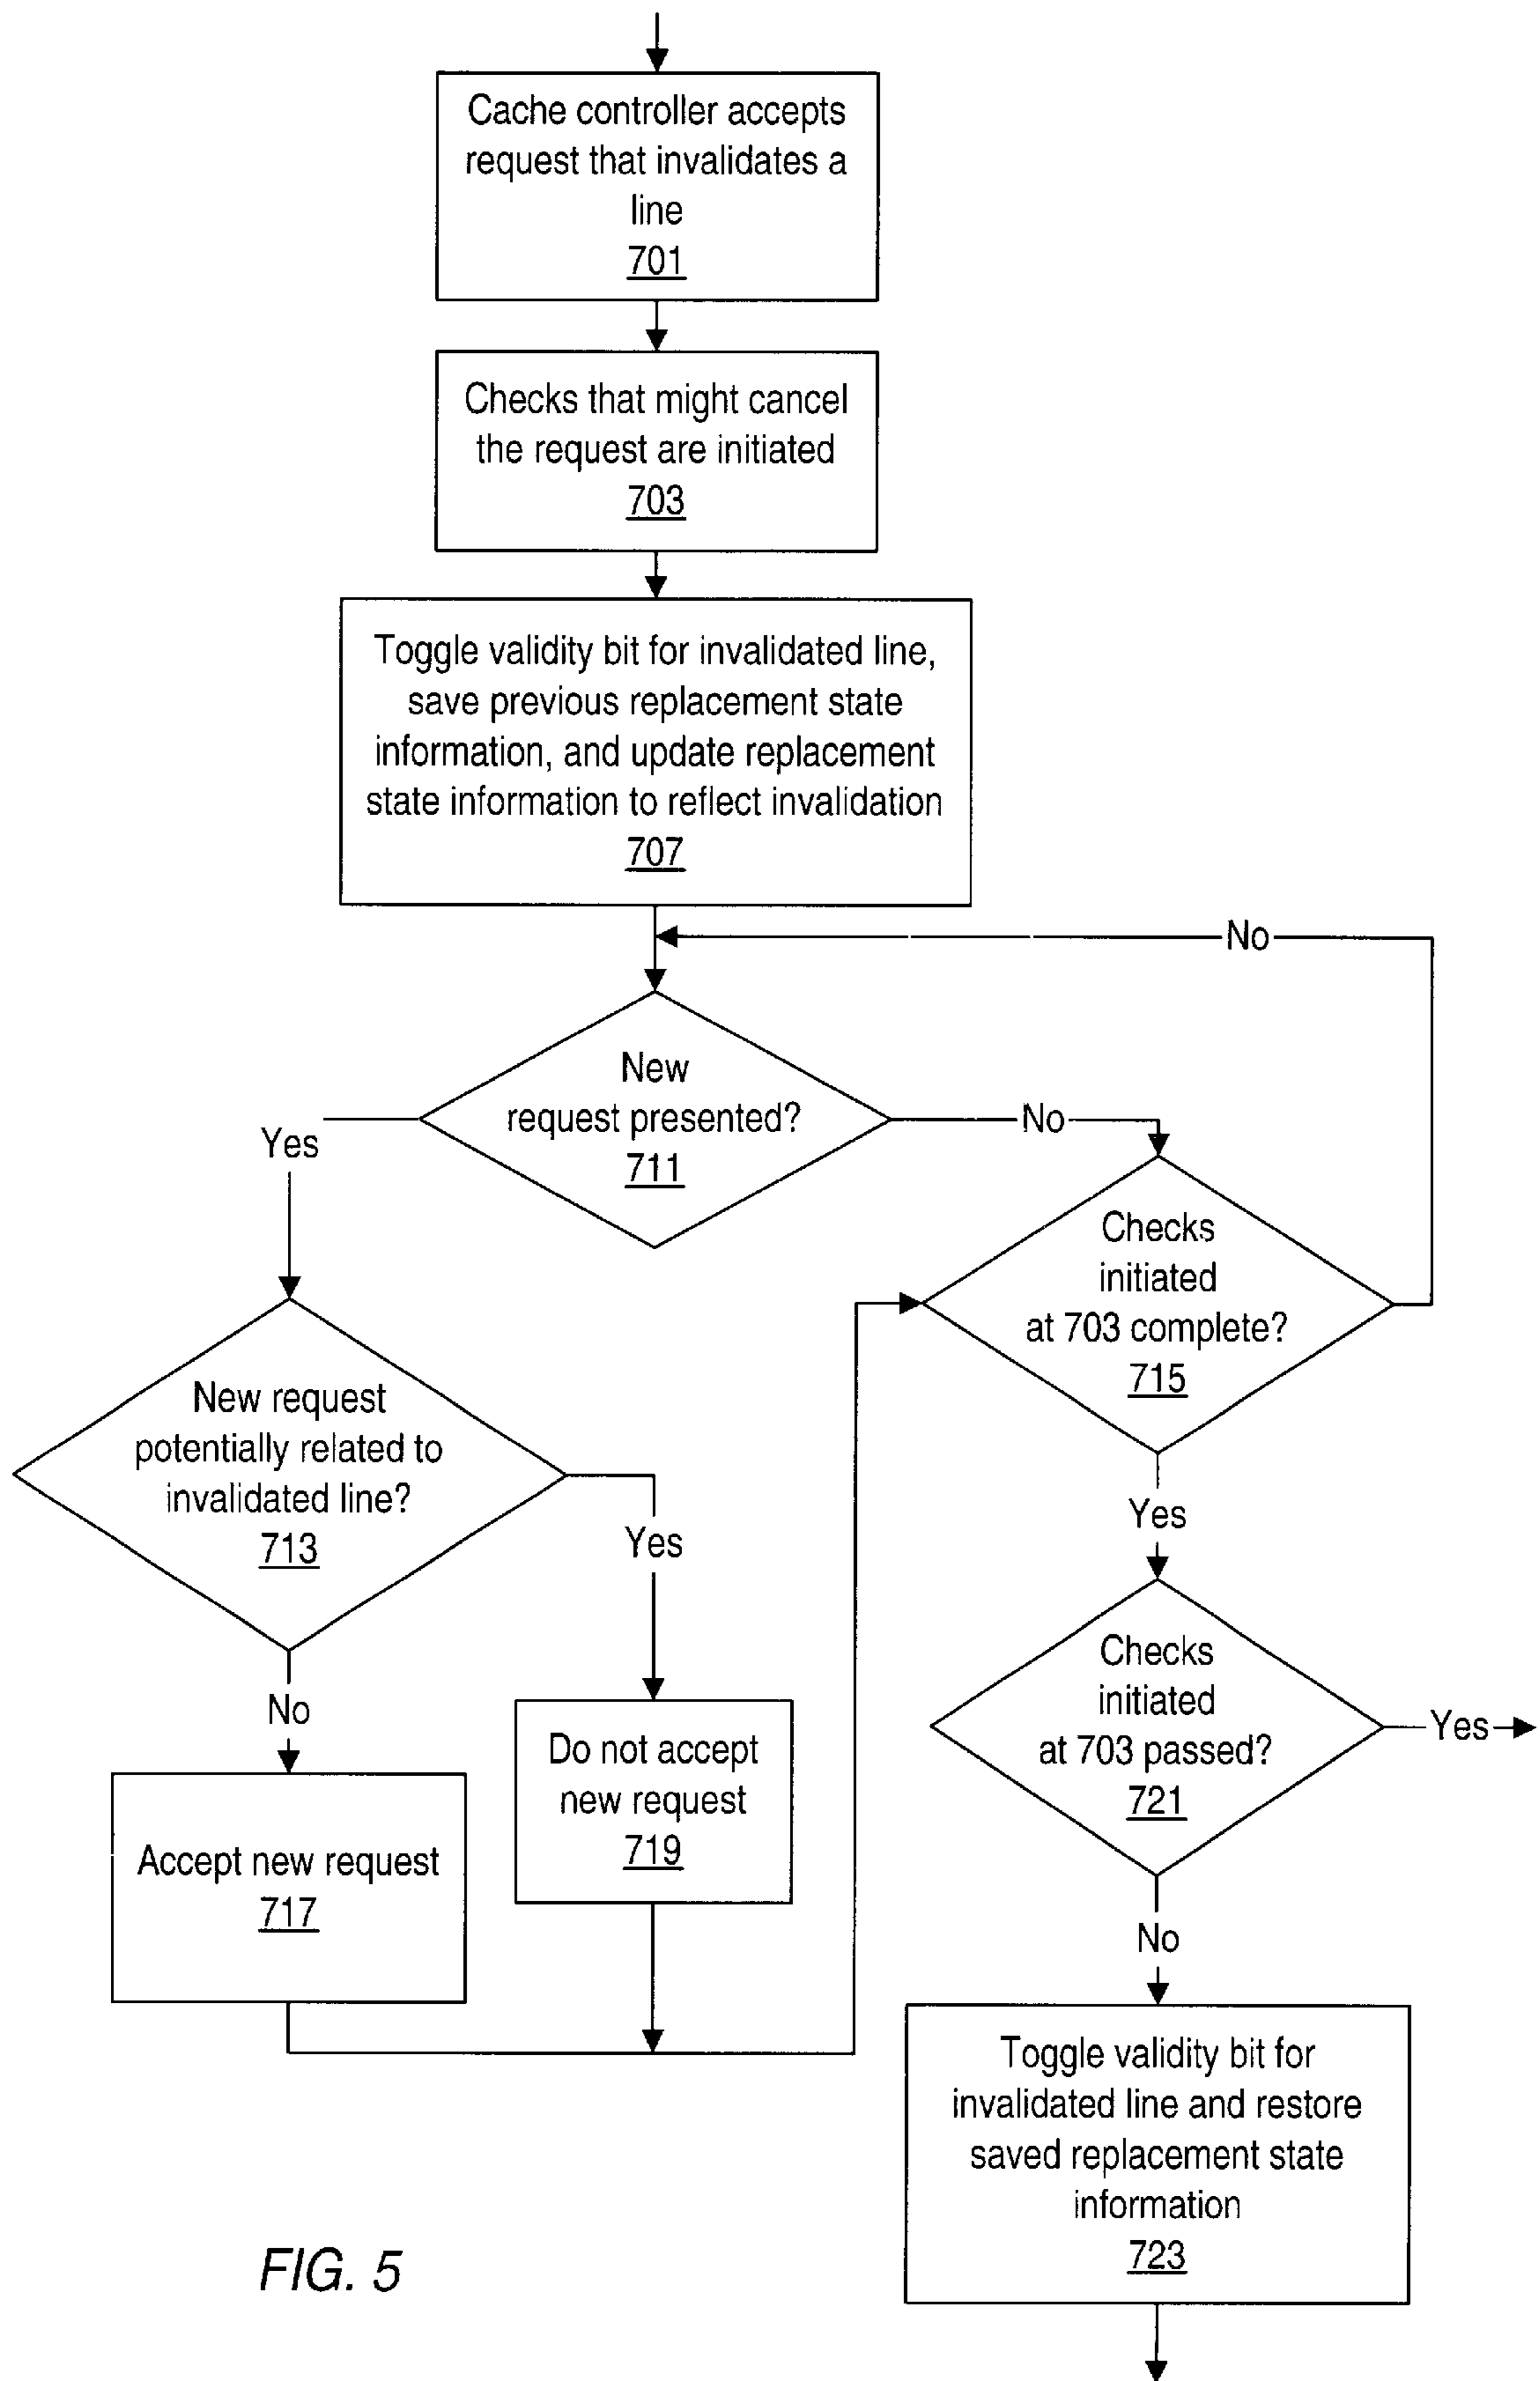 Cache controller accepts
request that invalidates a
line
701
Checks that might cancel
the request are initiated
703
Toggle validity bit for invalidated line,
save previous replacement state
information, and update replacement
state information to reflect invalidation
707
No
New
request presented?
711
Yes
No
Checks
initiated
at 703 complete?
715
New request
potentially related to
invalidated line?
713
Yes
Yes
No
Do not accept
new request
719
Accept new request
717
Checks
initiated
at 703 passed?
721
Yes
No
Toggle validity bit for
invalidated line and restore
saved replacement state
information
723
FIG. 5